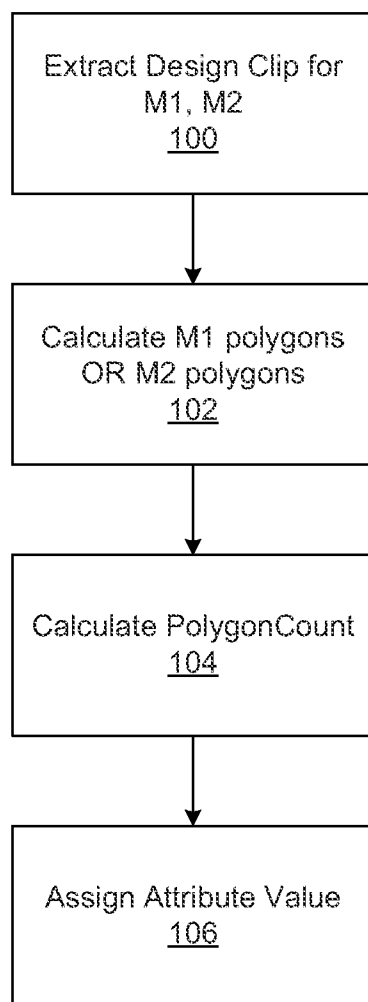 Extract Design Clip for
M1, M2
100
Calculate M1 polygons
OR M2 polygons
102
Calculate PolygonCount
104
Assign Attribute Value
106